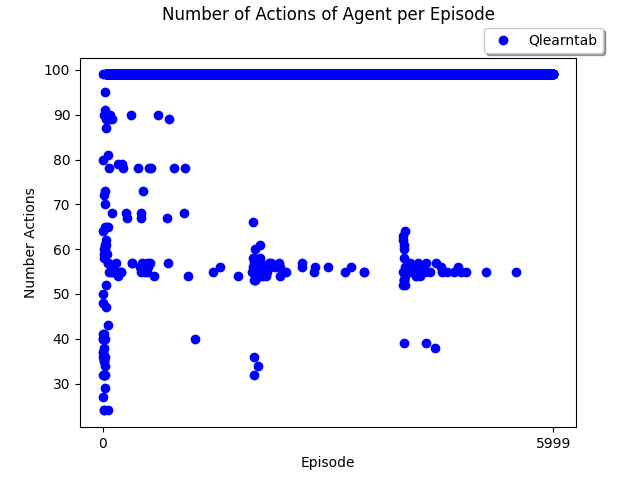 Number of Actions of Agent per Episode
Qlearntab
100
90
80
70
60
50
40
30
Number Actions
0
5999
Episode